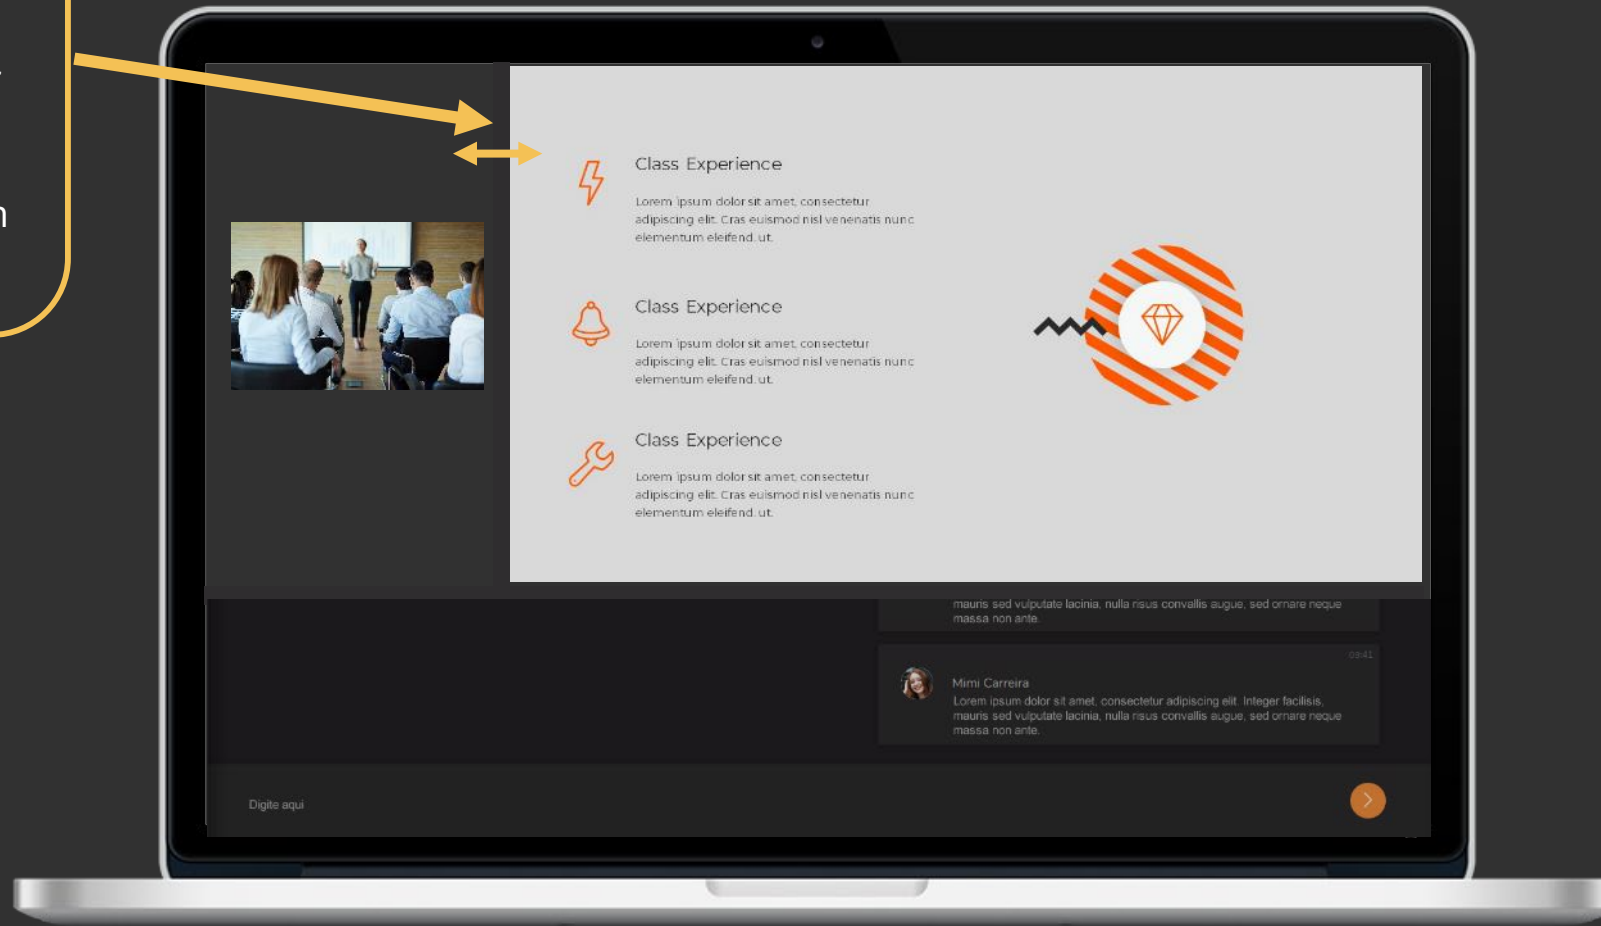 n
Class Experience
Lorem ipsum dolor sit amet, consectetur
adipiscing elit. Cras euismod nisl venenatis nunc
elementum eleifend. ut.
Class Experience
Lorem ipsum dolor sit amet, consectetur
adipiscing elit. Cras euismod nisl venenatis nunc
elementum eleifend. ut.
Class Experience
Lorem ipsum dolor sit amet, consectetur
adipiscing elit. Cras euismod nisl venenatis nunc
elementum eleifend. ut.
mauris sed vulputate lacinia, nulla risus convallis augue, sed ornare neque
massa non ante.
09:41
Mimi Carreira
Lorem ipsum dolor sit amet, consectetur adipiscing elit. Integer facilisis,
mauris sed vulputate lacinia, nulla risus convallis augue, sed ornare neque
massa non ante.
Digite aqui